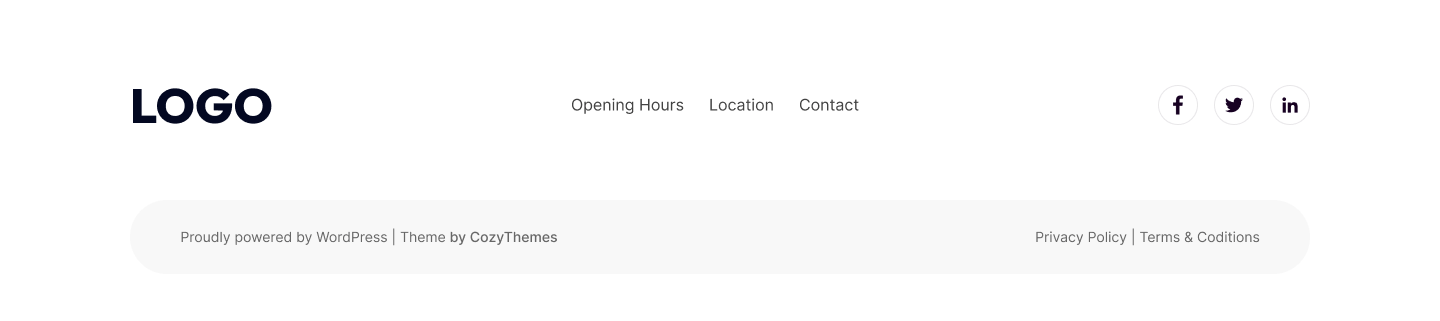 LOGO
Opening Hours Location Contact
Proudly powered by WordPress | Theme by CozyThemes
Privacy Policy | Terms & Coditions